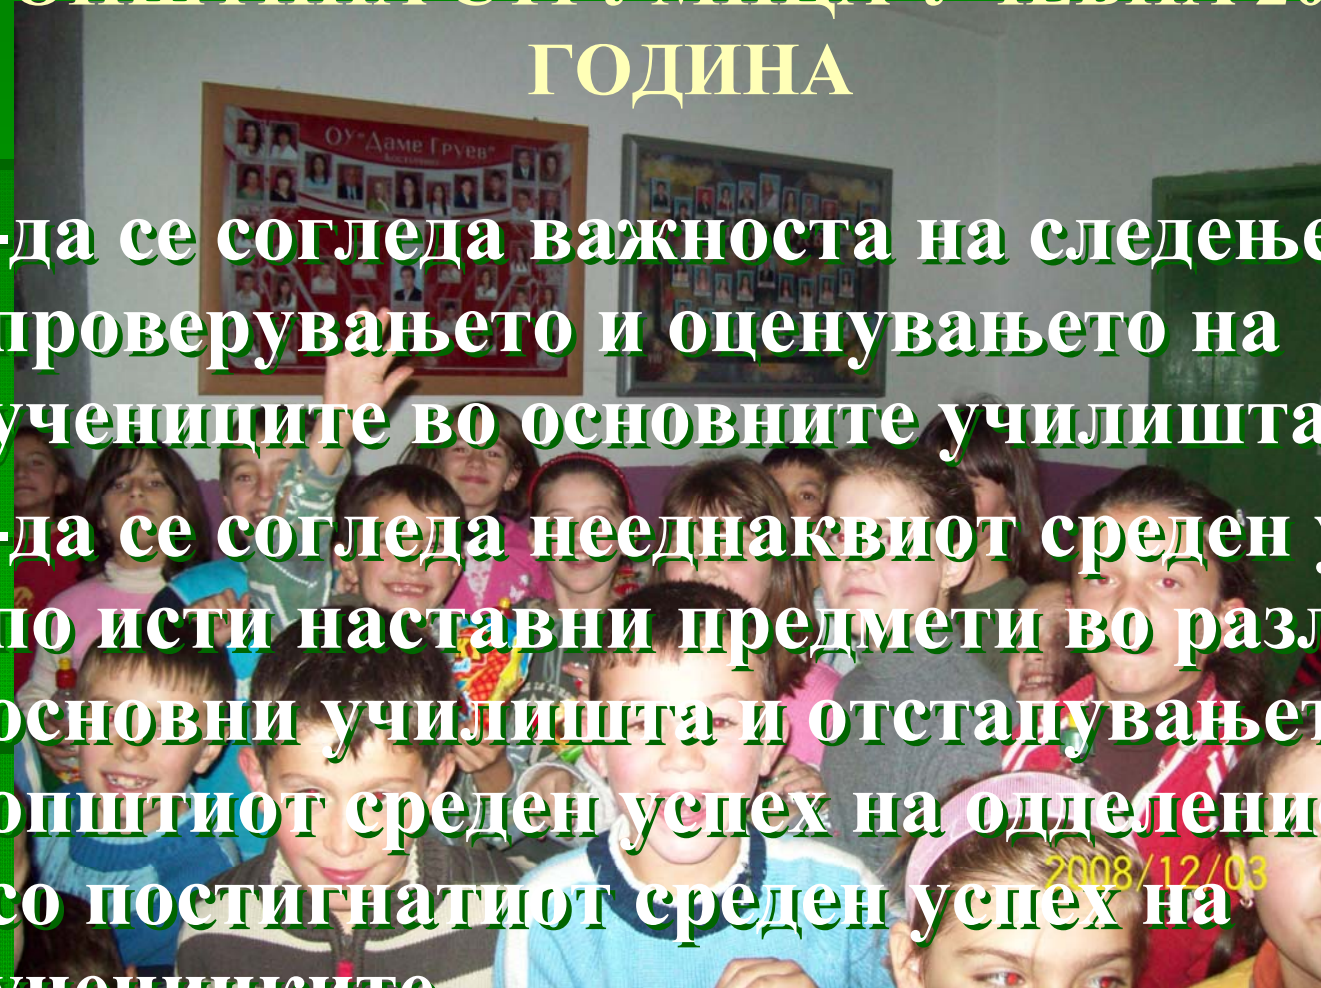 ГОДИНА
ОУ"Даме Груев"
-да се согледа важноста на следење
проверувањето и оценувањето на
учениците во основните училишта
-да се согледа нееднаквиот среден у
по исти наставни предмети во разл
основни училишта и отстапувањет
општиот среден успех на одделени
со постигнатиот среден успех на
2008/12/03